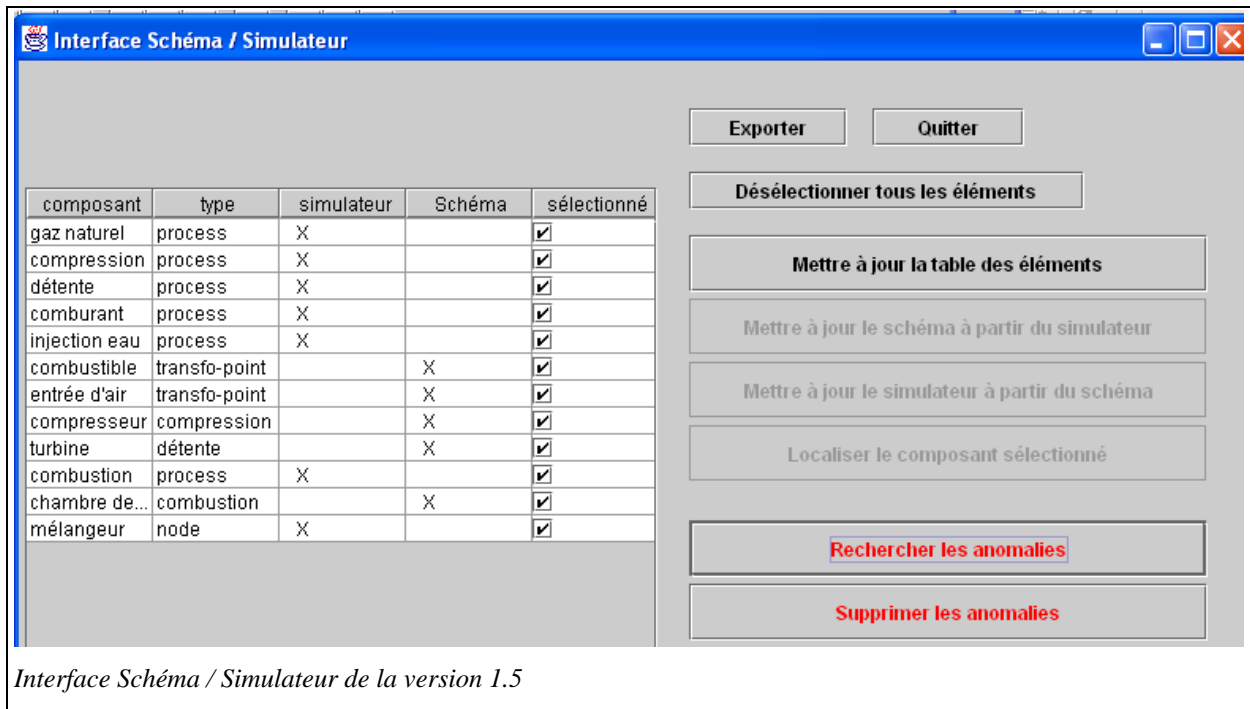 Interface Schéma / Simulateur
Exporter Quitter
Désélectionner tous les éléments
composant type simulateur Schéma sélectionné
gaz naturel process X
compression process X
détente process X
comburant process X
injection eau process X
combustible transfo-point X
entrée d'air transfo-point X
compresseur compression X
turbine détente X
combustion process X
chambre de... combustion X
mélangeur node X
Mettre à jour la table des éléments
Mettre à jour le schéma à partir du simulateur
Mettre à jour le simulateur à partir du schéma
Localiser le composant sélectionné
Rechercher les anomalies
Supprimer les anomalies
Interface Schéma / Simulateur de la version 1.5